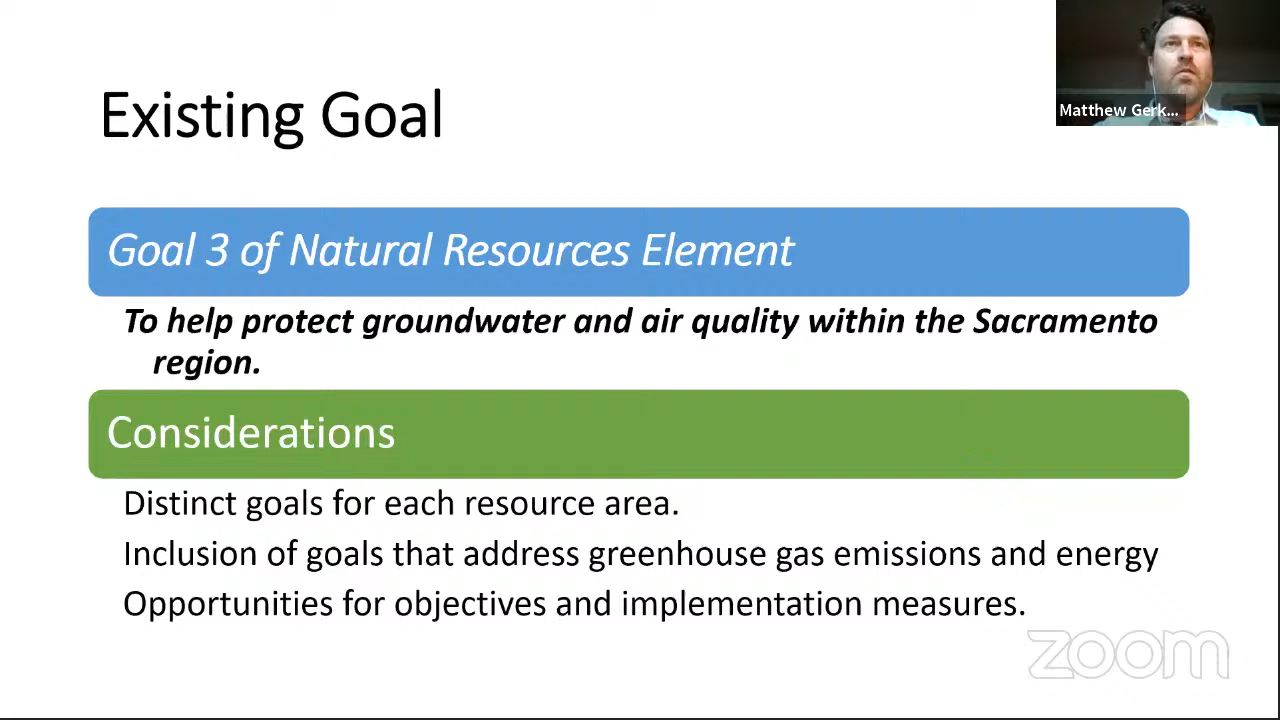 Existing Goal
Matthew Gerk...
Goal 3 of Natural Resources Element
To help protect groundwater and air quality within the Sacramento
region.
Considerations
Distinct goals for each resource area.
Inclusion of goals that address greenhouse gas emissions and energy
Opportunities for objectives and implementation measures.
zoom